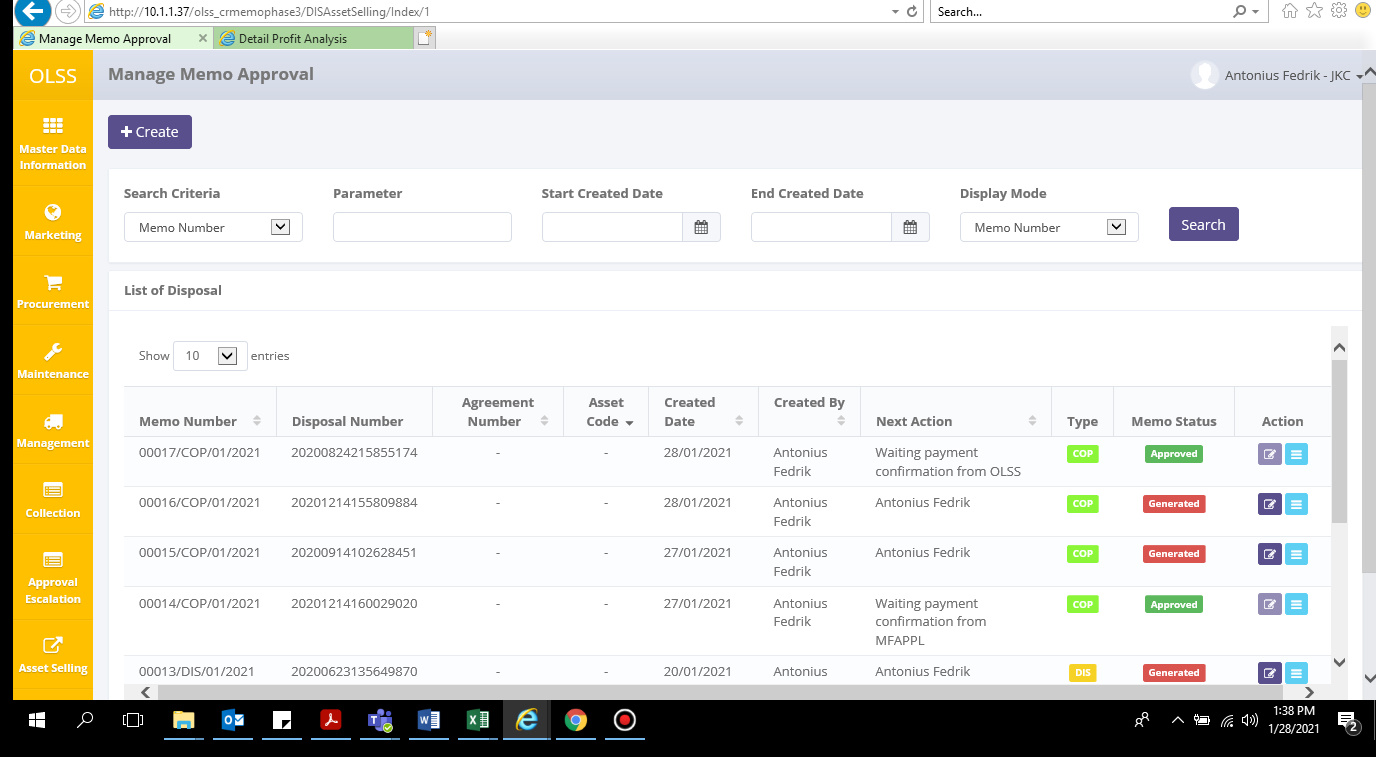 http://10.1.1.37/olss_crmemophase3/DISAssetSelling/Index/1
Search...
Manage Memo Approval
Detail Profit Analysis
OLSS
Manage Memo Approval
Antonius Fedrik - JKC
Master Data
Information
Marketing
Procurement
Maintenance
Management
Collection
Approval
Escalation
Asset Selling
Create
Search Criteria
Parameter
Start Created Date
End Created Date
Display Mode
Memo Number
Memo Number
Search
List of Disposal
Show 10 entries
Memo Number
Disposal Number
Agreement
Number
Asset
Code
Created
Date
Created By
Next Action
Type
Memo Status
Action
00017/COP/01/2021 20200824215855174 - - 28/01/2021 Antonius Waiting payment COP Approved
Fedrik confirmation from OLSS
00016/COP/01/2021 20201214155809884 - - 28/01/2021 Antonius Antonius Fedrik COP Generated
Fedrik
00015/COP/01/2021 20200914102628451 - - 27/01/2021 Antonius Antonius Fedrik COP Generated
Fedrik
00014/COP/01/2021 20201214160029020 - - 27/01/2021 Antonius Waiting payment COP Approved
Fedrik confirmation from
MFAPPL
00013/DIS/01/2021 20200623135649870 - - 20/01/2021 Antonius Antonius Fedrik DIS Generated
1:38 PM
1/28/2021
2